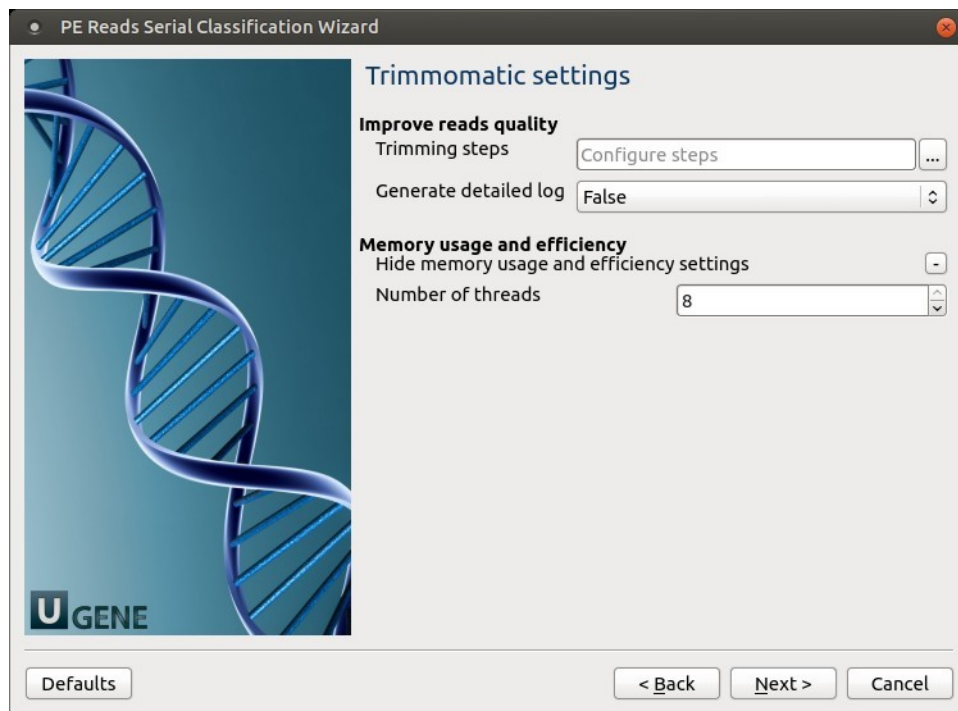 PE Reads Serial Classification Wizard
Trimmomatic settings
Improve reads quality
Trimming steps Configure steps ...
Generate detailed log False
Memory usage and efficiency
Hide memory usage and efficiency settings -
Number of threads 8
U GENE
Defaults < Back Next > Cancel